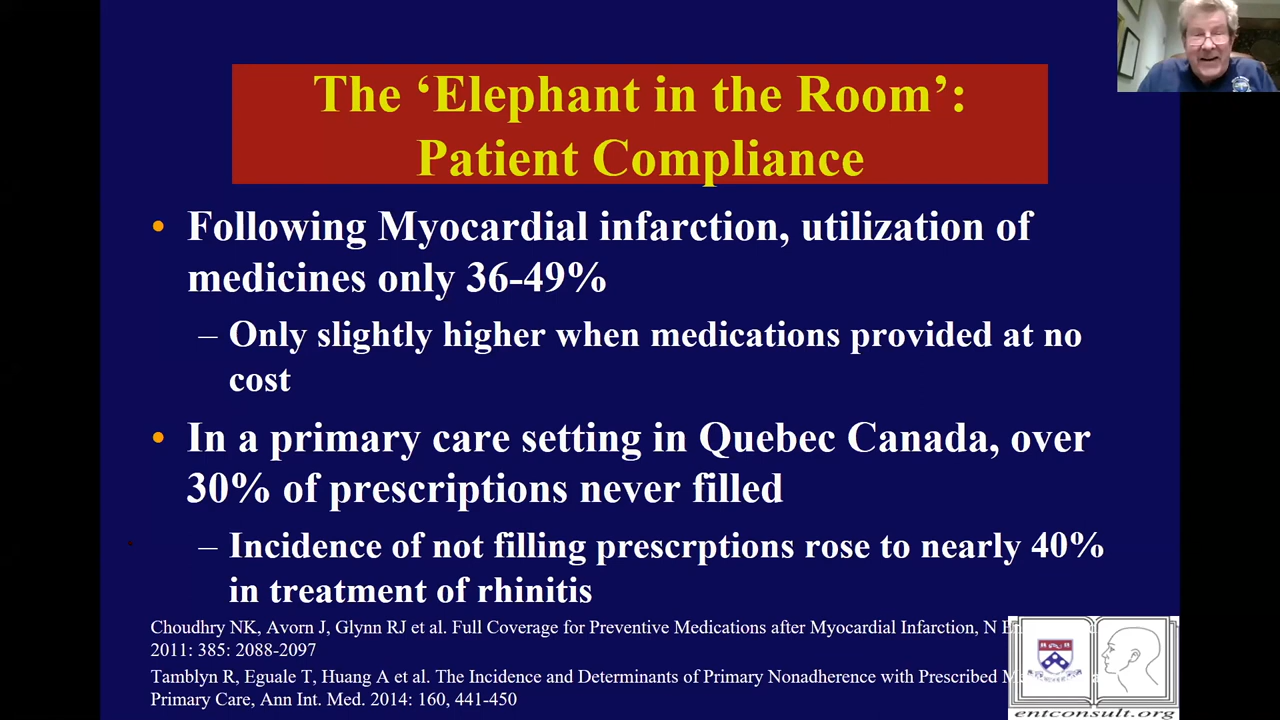 The ‘Elephant in the Room’:
Patient Compliance
• Following Myocardial infarction, utilization of
medicines only 36-49%
– Only slightly higher when medications provided at no
cost
• In a primary care setting in Quebec Canada, over
30% of prescriptions never filled
– Incidence of not filling prescrptions rose to nearly 40%
in treatment of rhinitis
Choudhry NK, Avorn J, Glynn RJ et al. Full Coverage for Preventive Medications after Myocardial Infarction, N
2011: 385: 2088-2097
Tamblyn R, Eguale T, Huang A et al. The Incidence and Determinants of Primary Nonadherence with Prescribed
Primary Care, Ann Int. Med. 2014: 160, 441-450
entconsult.org